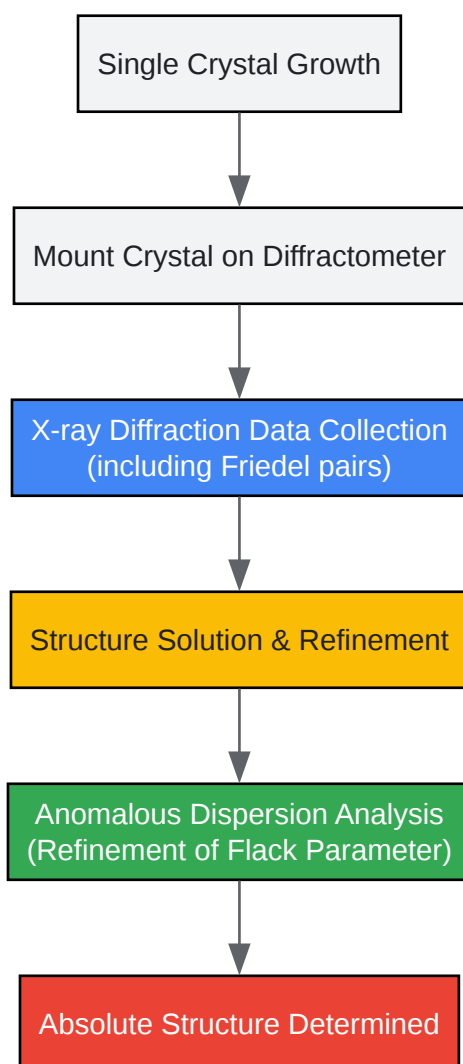 Single Crystal Growth
Mount Crystal on Diffractometer
X-ray Diffraction Data Collection
(including Friedel pairs)
Structure Solution & Refinement
Anomalous Dispersion Analysis
(Refinement of Flack Parameter)
Absolute Structure Determined